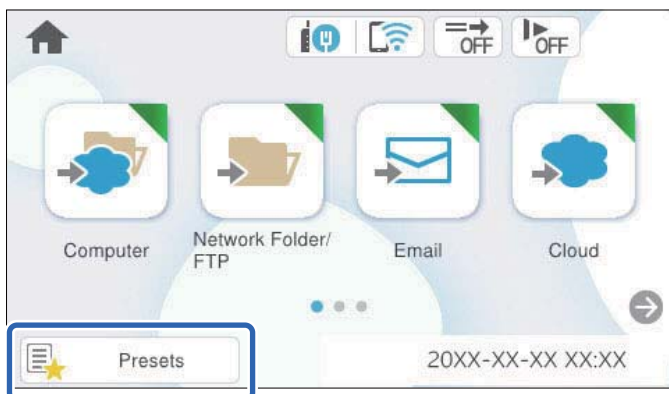 OFF OFF
Computer Network Folder/ Email Cloud
FTP
Presets 20XX-XX-XX XX:XX